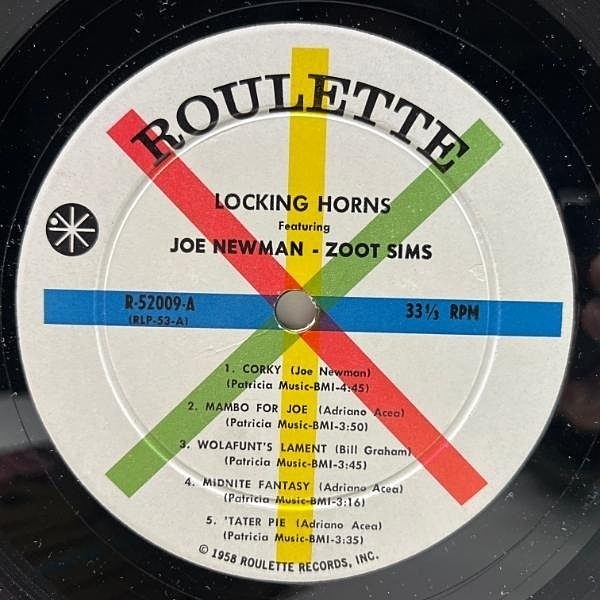 ROULETTE
LOCKING HORNS
Featuring
JOE NEWMAN - ZOOT SIMS
R-52009-A
(RLP-53-A)
33 1/3 RPM
1. CORKY (Joe Newman)
(Patricia Music-BMI-4:45)
2. MAMBO FOR JOE (Adriano Acea)
(Patricia Music-BMI-3:50)
3. WOLAFUNT'S LAMENT (Bill Graham)
(Patricia Music-BMI-3:45)
4. MIDNITE FANTASY (Adriano Acea)
(Patricia Music-BMI-3:16)
5. 'TATER PIE (Adriano Acea)
(Patricia Music-BMI-3:35)
© 1958 ROULETTE RECORDS, INC.